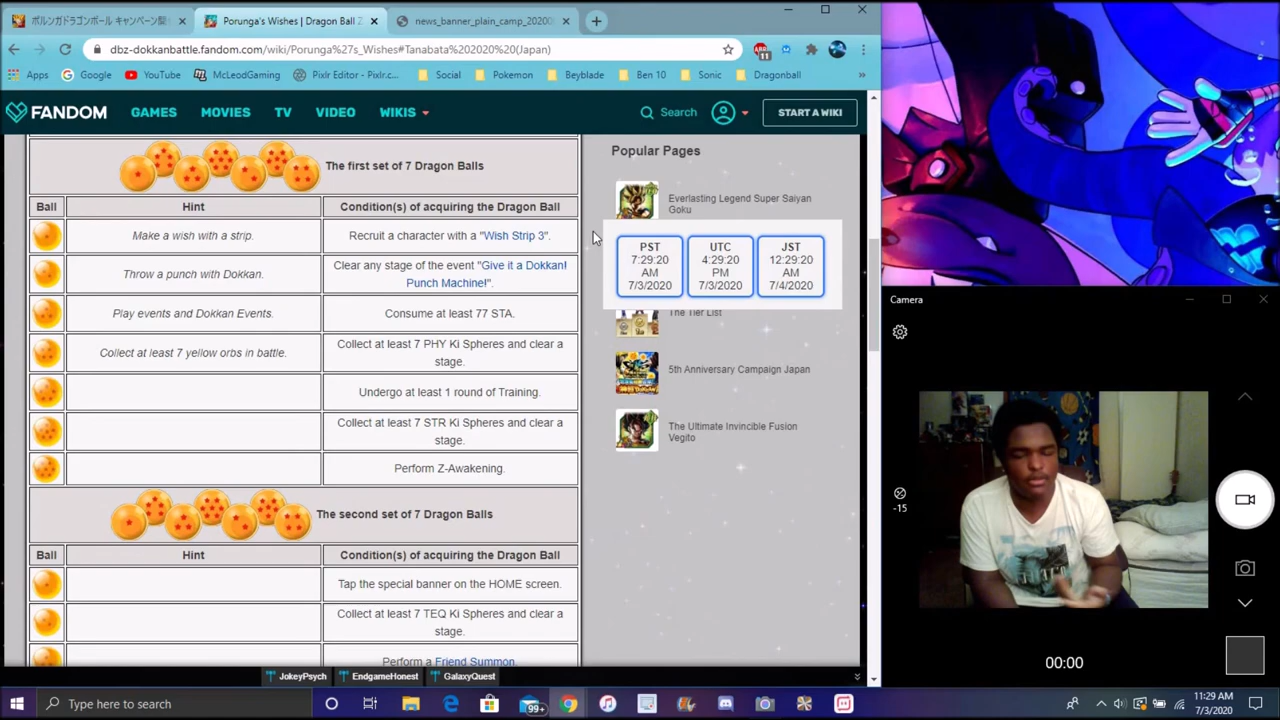 ボルンガドラゴンボール キャンペーン開
Porunga's Wishes | Dragon Ball Z
news_banner_plain_camp_20200
dbz-dokkanbattle.fandom.com/wiki/Porunga%27s_Wishes#Tanabata%202020%20(Japan)
11
Apps
Google
YouTube
McLeodGaming
Pixlr Editor - Pixlr.c...
Social
Pokemon
Beyblade
Ben 10
Sonic
Dragonball
FANDOM
GAMES
MOVIES
TV
VIDEO
WIKIS
Search
START A WIKI
The first set of 7 Dragon Balls
Ball
Hint
Condition(s) of acquiring the Dragon Ball
Make a wish with a strip.
Recruit a character with a "Wish Strip 3".
Throw a punch with Dokkan.
Clear any stage of the event "Give it a Dokkan!
Punch Machine!".
Play events and Dokkan Events.
Consume at least 77 STA.
Collect at least 7 yellow orbs in battle.
Collect at least 7 PHY Ki Spheres and clear a
stage.
Undergo at least 1 round of Training.
Collect at least 7 STR Ki Spheres and clear a
stage.
Perform Z-Awakening.
The second set of 7 Dragon Balls
Ball
Hint
Condition(s) of acquiring the Dragon Ball
Tap the special banner on the HOME screen.
Collect at least 7 TEQ Ki Spheres and clear a
stage.
Perform a Friend Summon.
Popular Pages
Everlasting Legend Super Saiyan
Goku
PST
7:29:20
AM
7/3/2020
UTC
4:29:20
PM
7/3/2020
JST
12:29:20
AM
7/4/2020
The Tier List
5th Anniversary Campaign Japan
The Ultimate Invincible Fusion
Vegito
JokeyPsych
EndgameHonest
GalaxyQuest
Camera
-15
00:00
Type here to search
99+
11:29 AM
7/3/2020